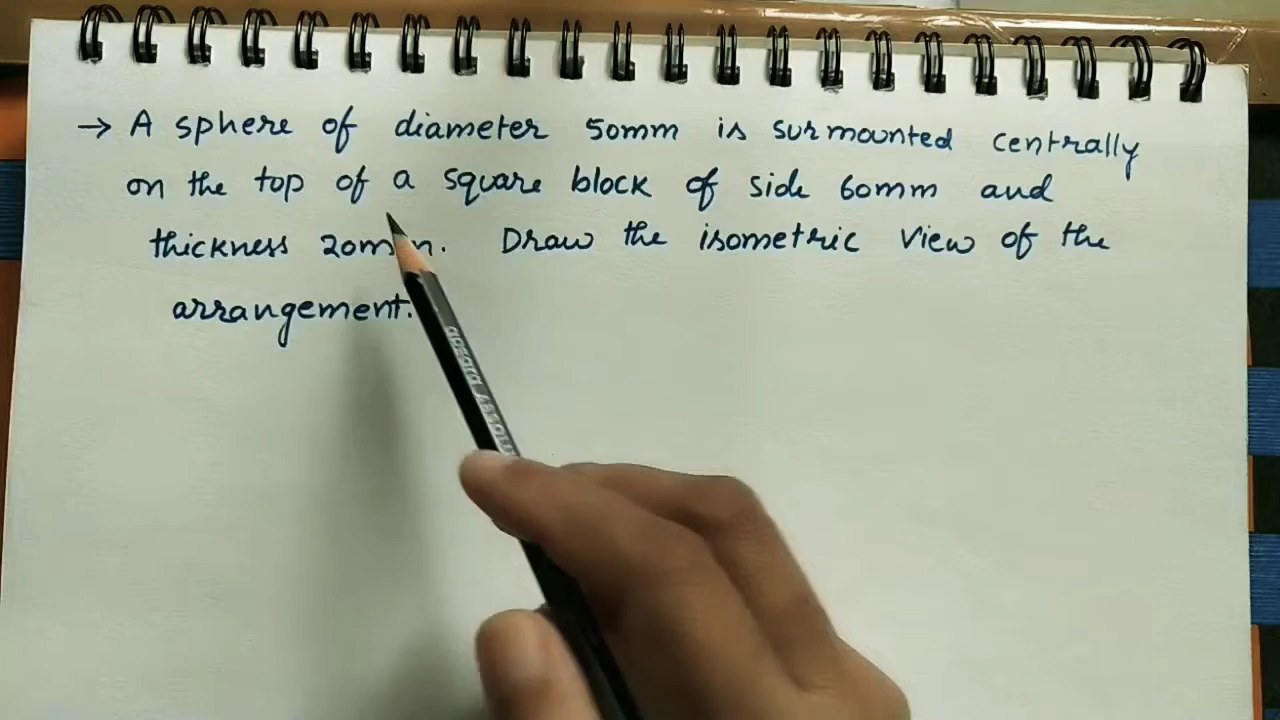 → A sphere of diameter 50mm is surmounted centrally
on the top of a square block of side 60mm and
thickness 20mm. Draw the isometric view of the
arrangement.